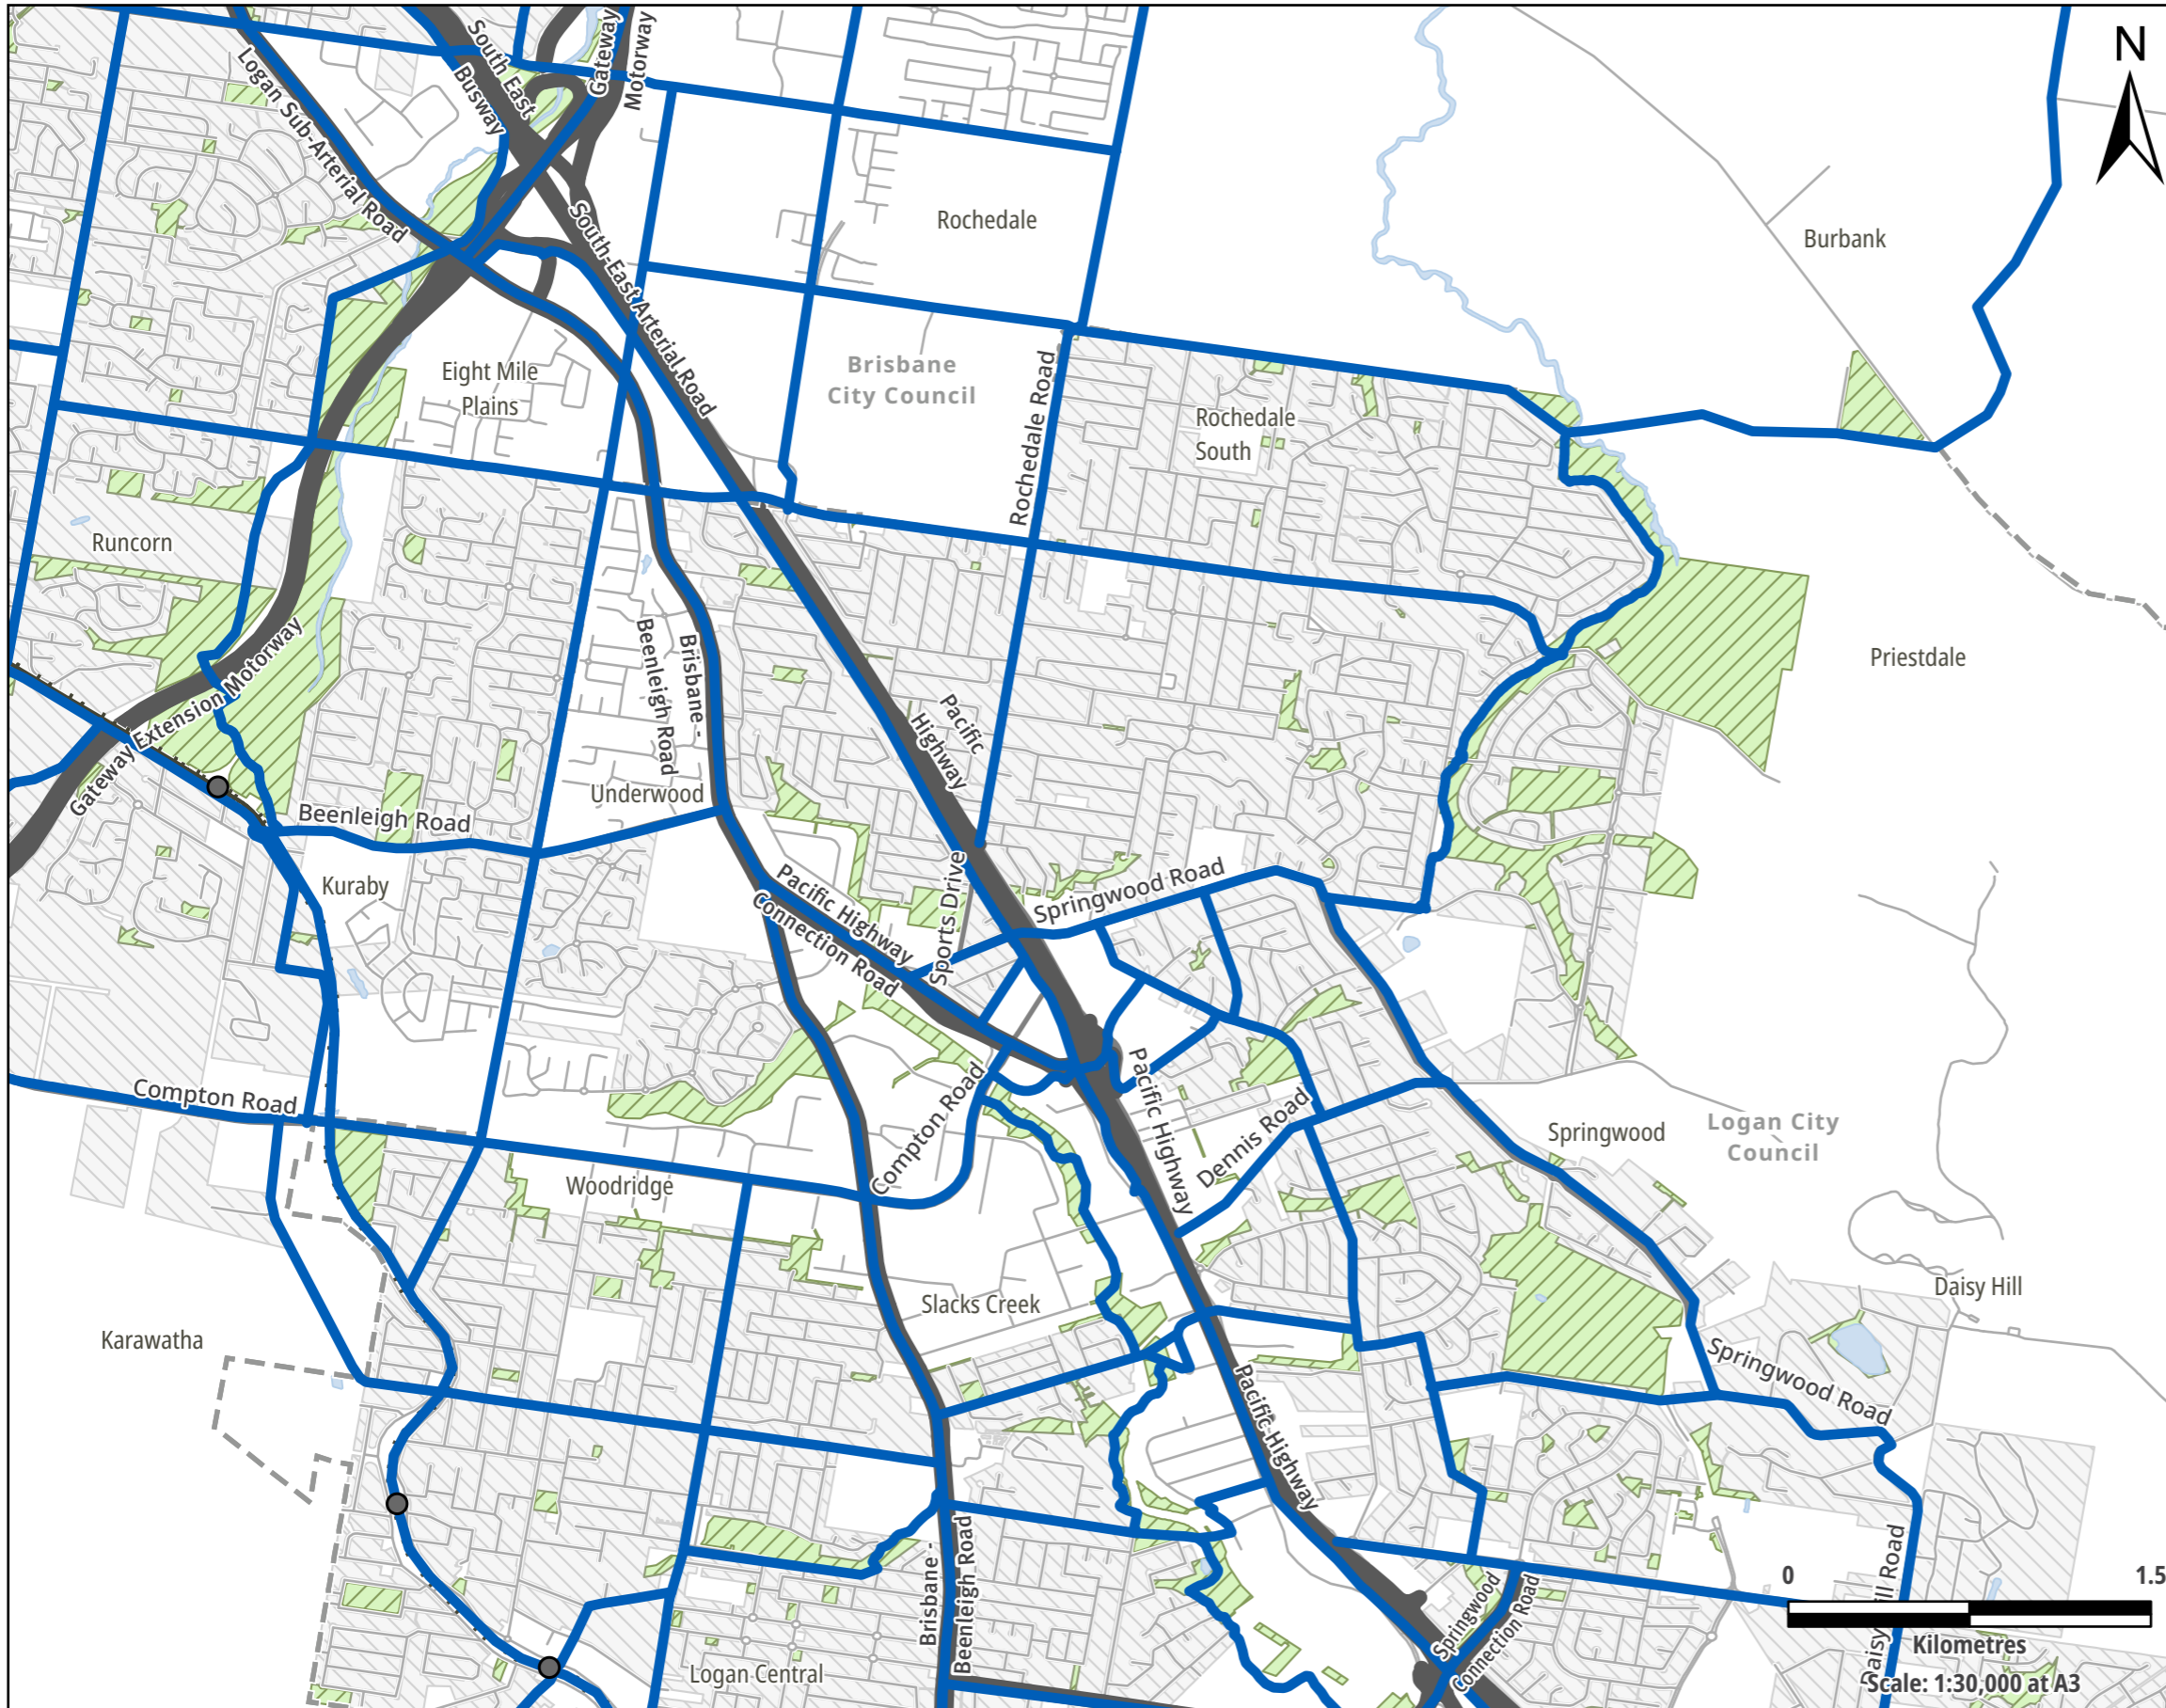 N
South East
Busway
Gateway
Motorway
Logan Sub-Arterial Road
Rochedale
Burbank
South-East Arterial Road
Eight Mile
Plains
Brisbane
City Council
Rochedale Road
Rochedale
South
Runcorn
Brisbane -
Beenleigh Road
Priestdale
Gateway Extension Motorway
Pacific
Highway
Underwood
Beenleigh Road
Kuraby
Pacific Highway
Connection Road
Sports Drive
Springwood Road
Compton Road
Compton Road
Pacific Highway
Dennis Road
Springwood
Logan City
Council
Woodridge
Slacks Creek
Daisy Hill
Karawatha
Pacific Highway
Springwood Road
Brisbane -
Beenleigh Road
Springwood
Connection Road
Daisy Hill Road
Logan Central
0 1.5
Kilometres
Scale: 1:30,000 at A3